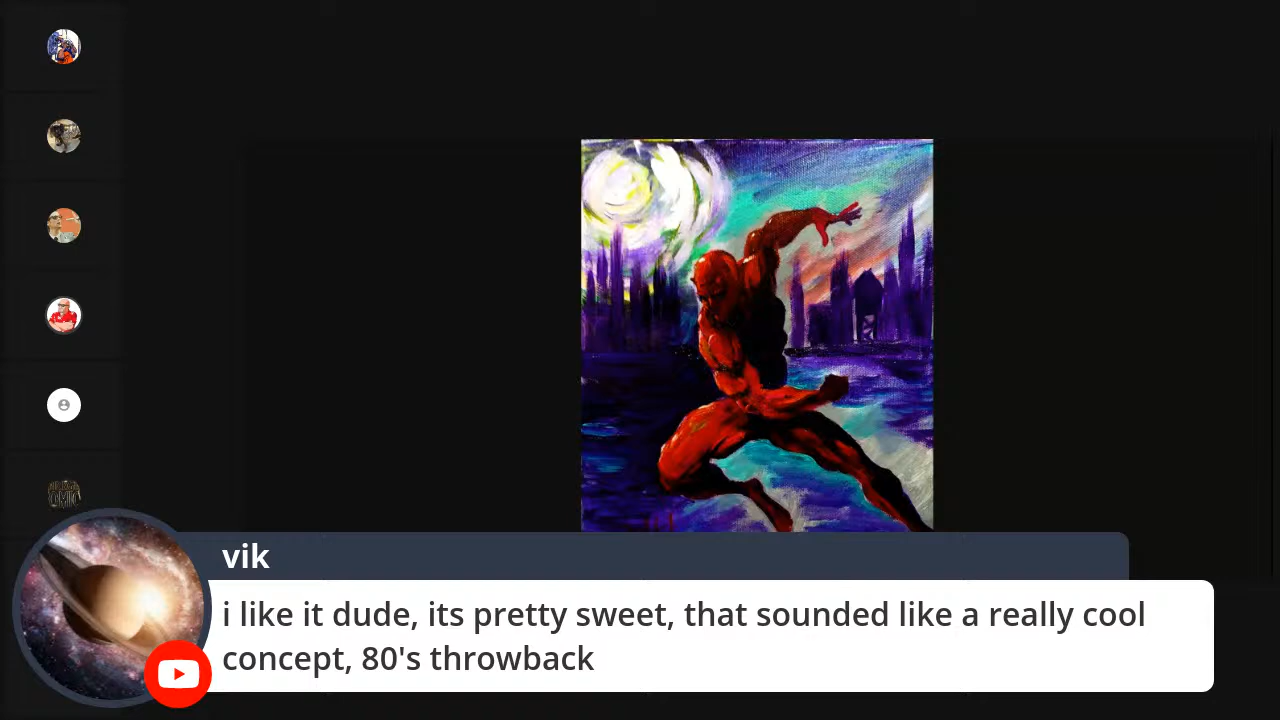 vik
i like it dude, its pretty sweet, that sounded like a really cool
concept, 80's throwback